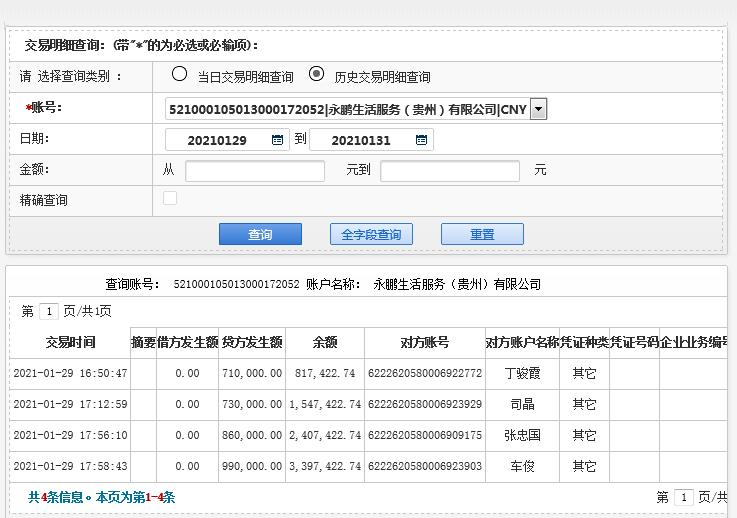 交易明细查询：(带"*"的为必选或必输项)：
请 选择查询类别 ： 当日交易明细查询 历史交易明细查询
*账号： 521000105013000172052|永鹏生活服务（贵州）有限公司|CNY
日期： 20210129 到 20210131
金额： 从 元到 元
精确查询
查询 全字段查询 重置
查询账号： 521000105013000172052 账户名称： 永鹏生活服务（贵州）有限公司
第 1 页/共1页
交易时间 摘要 借方发生额 贷方发生额 余额 对方账号 对方账户名称 凭证种类 凭证号码 企业业务编号
2021-01-29 16:50:47 0.00 710,000.00 817,422.74 6222620580006922772 丁骏霞 其它
2021-01-29 17:12:59 0.00 730,000.00 1,547,422.74 6222620580006923929 司晶 其它
2021-01-29 17:56:10 0.00 860,000.00 2,407,422.74 6222620580006909175 张忠国 其它
2021-01-29 17:58:43 0.00 990,000.00 3,397,422.74 6222620580006923903 车俊 其它
共4条信息。本页为第1-4条 第 1 页/共